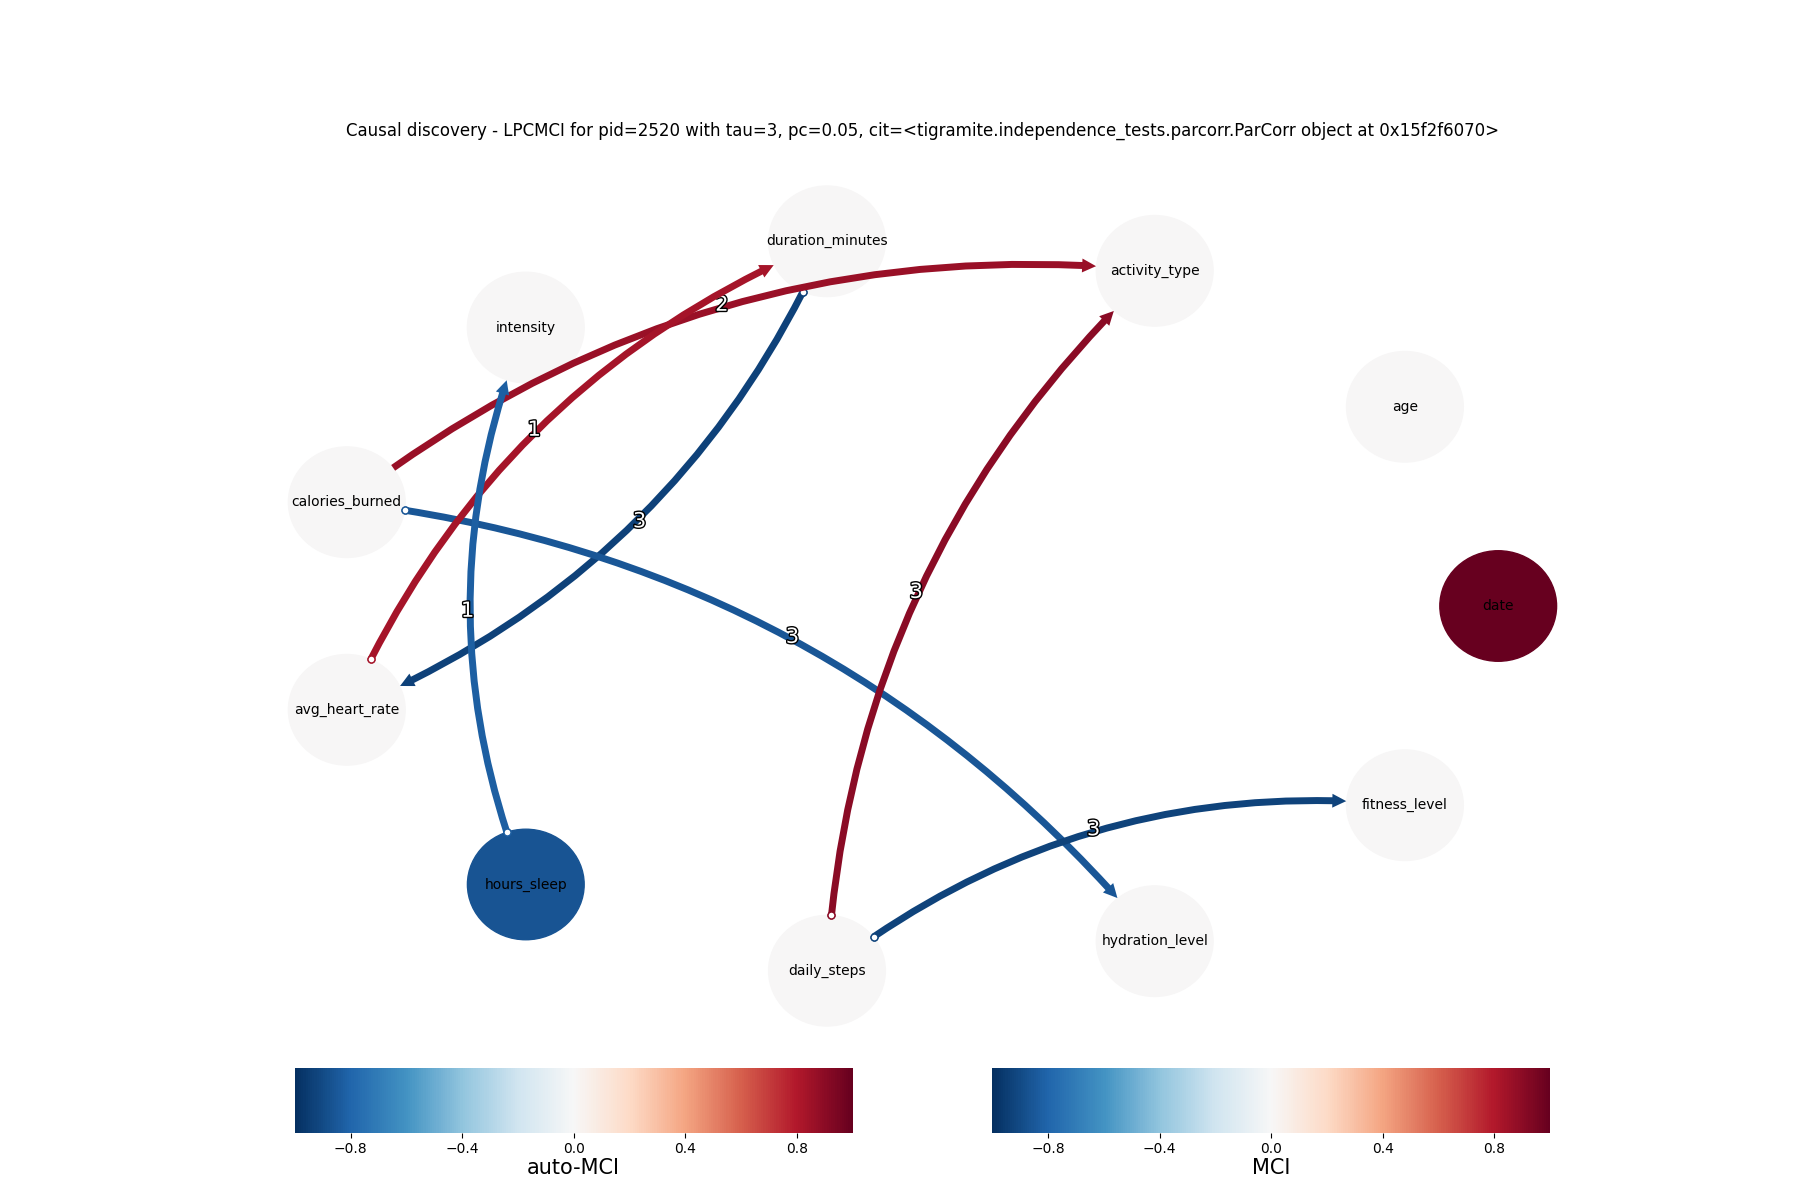 Causal discovery - LPCMCI for pid=2520 with tau=3, pc=0.05, cit=<tigramite.independence_tests.parcorr.ParCorr object at 0x15f2f6070>
duration_minutes
activity_type
2
intensity
age
1
calories_burned
3
3
date
1
3
avg_heart_rate
fitness_level
3
hours_sleep
hydration_level
daily_steps
−0.8 −0.4 0.0 0.4 0.8
auto-MCI
−0.8 −0.4 0.0 0.4 0.8
MCI